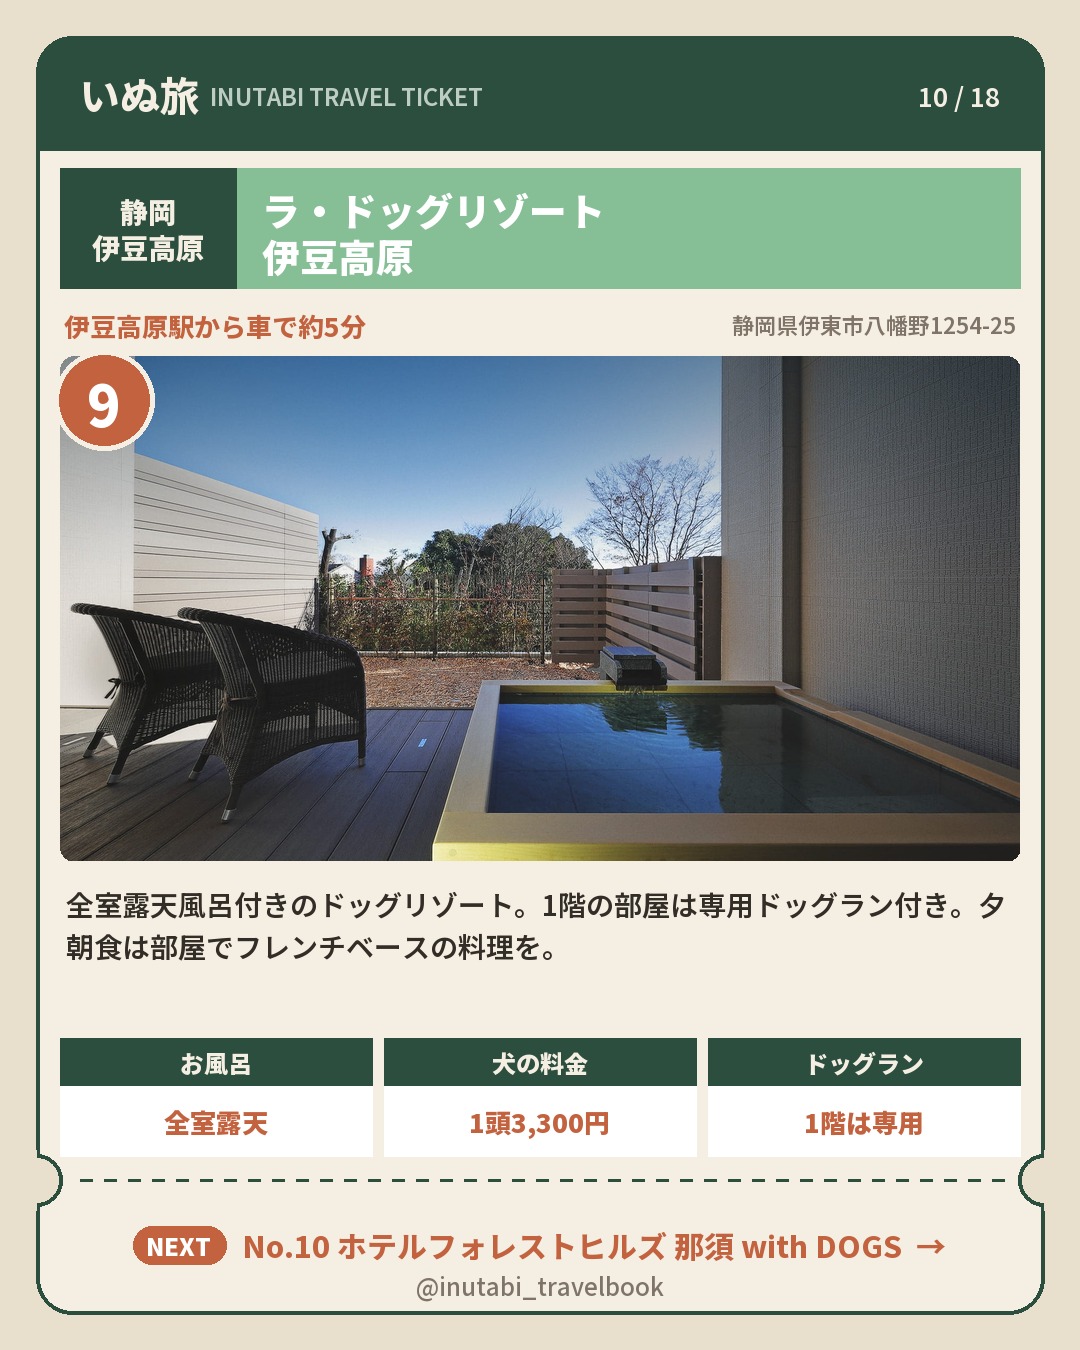 いぬ旅 INUTABI TRAVEL TICKET
10 / 18
静岡
伊豆高原
ラ・ドッグリゾート
伊豆高原
伊豆高原駅から車で約5分
静岡県伊東市八幡野1254-25
9
全室露天風呂付きのドッグリゾート。1階の部屋は専用ドッグラン付き。夕
朝食は部屋でフレンチベースの料理を。
お風呂
全室露天
犬の料金
1頭3,300円
ドッグラン
1階は専用
NEXT No.10 ホテルフォレストヒルズ 那須 with DOGS →
@inutabi_travelbook